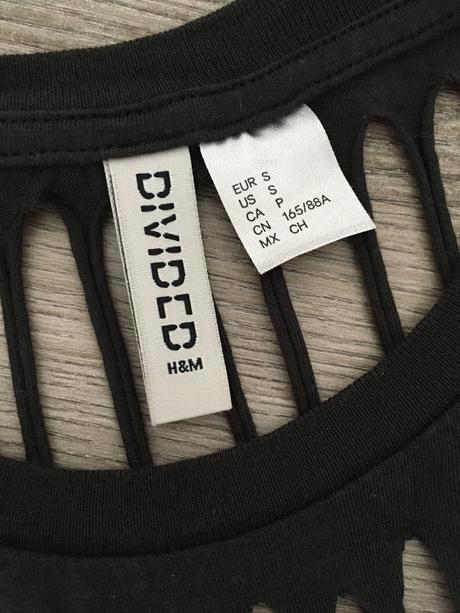 DIVIDED
H&M
EUR S
US S
CA P
CN 165/88A
MX CH